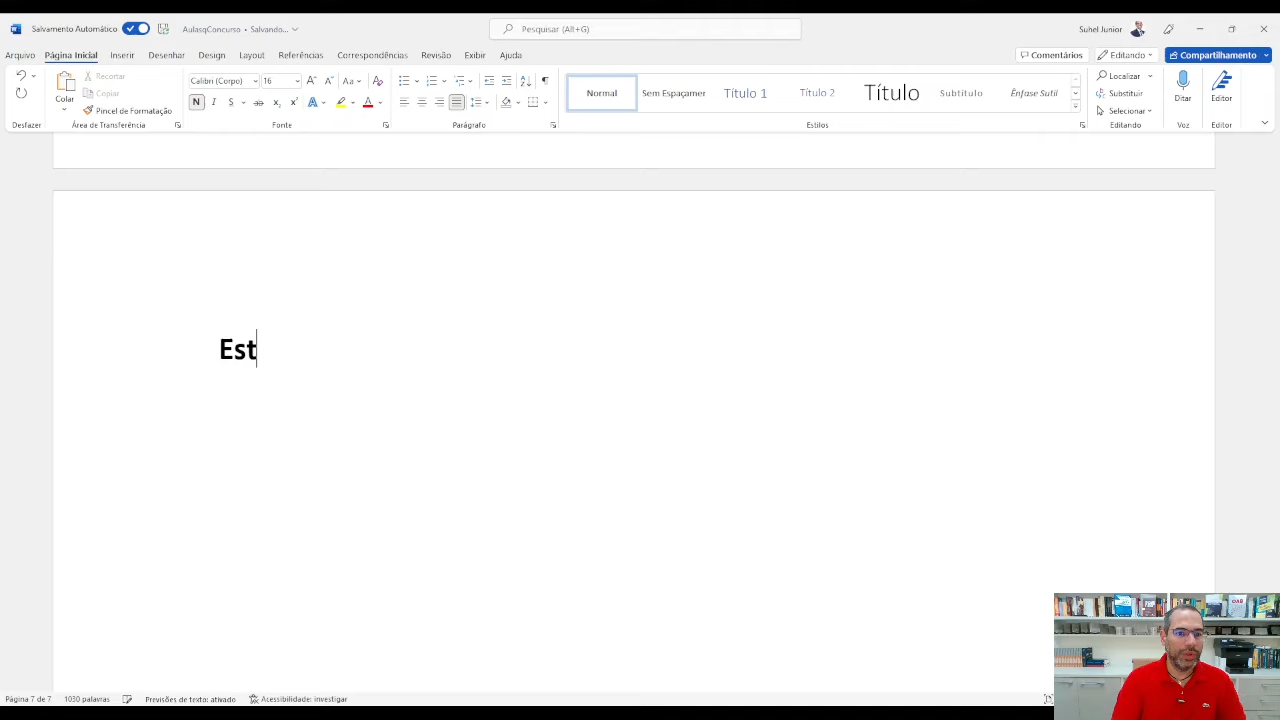 Salvamento Automático
AulasqConcurso • Salvando...
Pesquisar (Alt+G)
Suhel Junior
Arquivo Página Inicial Inserir Desenhar Design Layout Referências Correspondências Revisão Exibir Ajuda
Comentários Editando Compartilhamento
Colar
Recortar
Copiar
Pincel de Formatação
Calibri (Corpo) 16
N I S
Normal Sem Espaçamer Título 1 Título 2 Título Subtítulo Ênfase Sutil
Localizar
Substituir
Selecionar
Ditar
Editor
Desfazer Área de Transferência Fonte Parágrafo Estilos Editando Voz Editor
Est
OAB
Página 7 de 7 1030 palavras Previsões de texto: ativado Acessibilidade: investigar